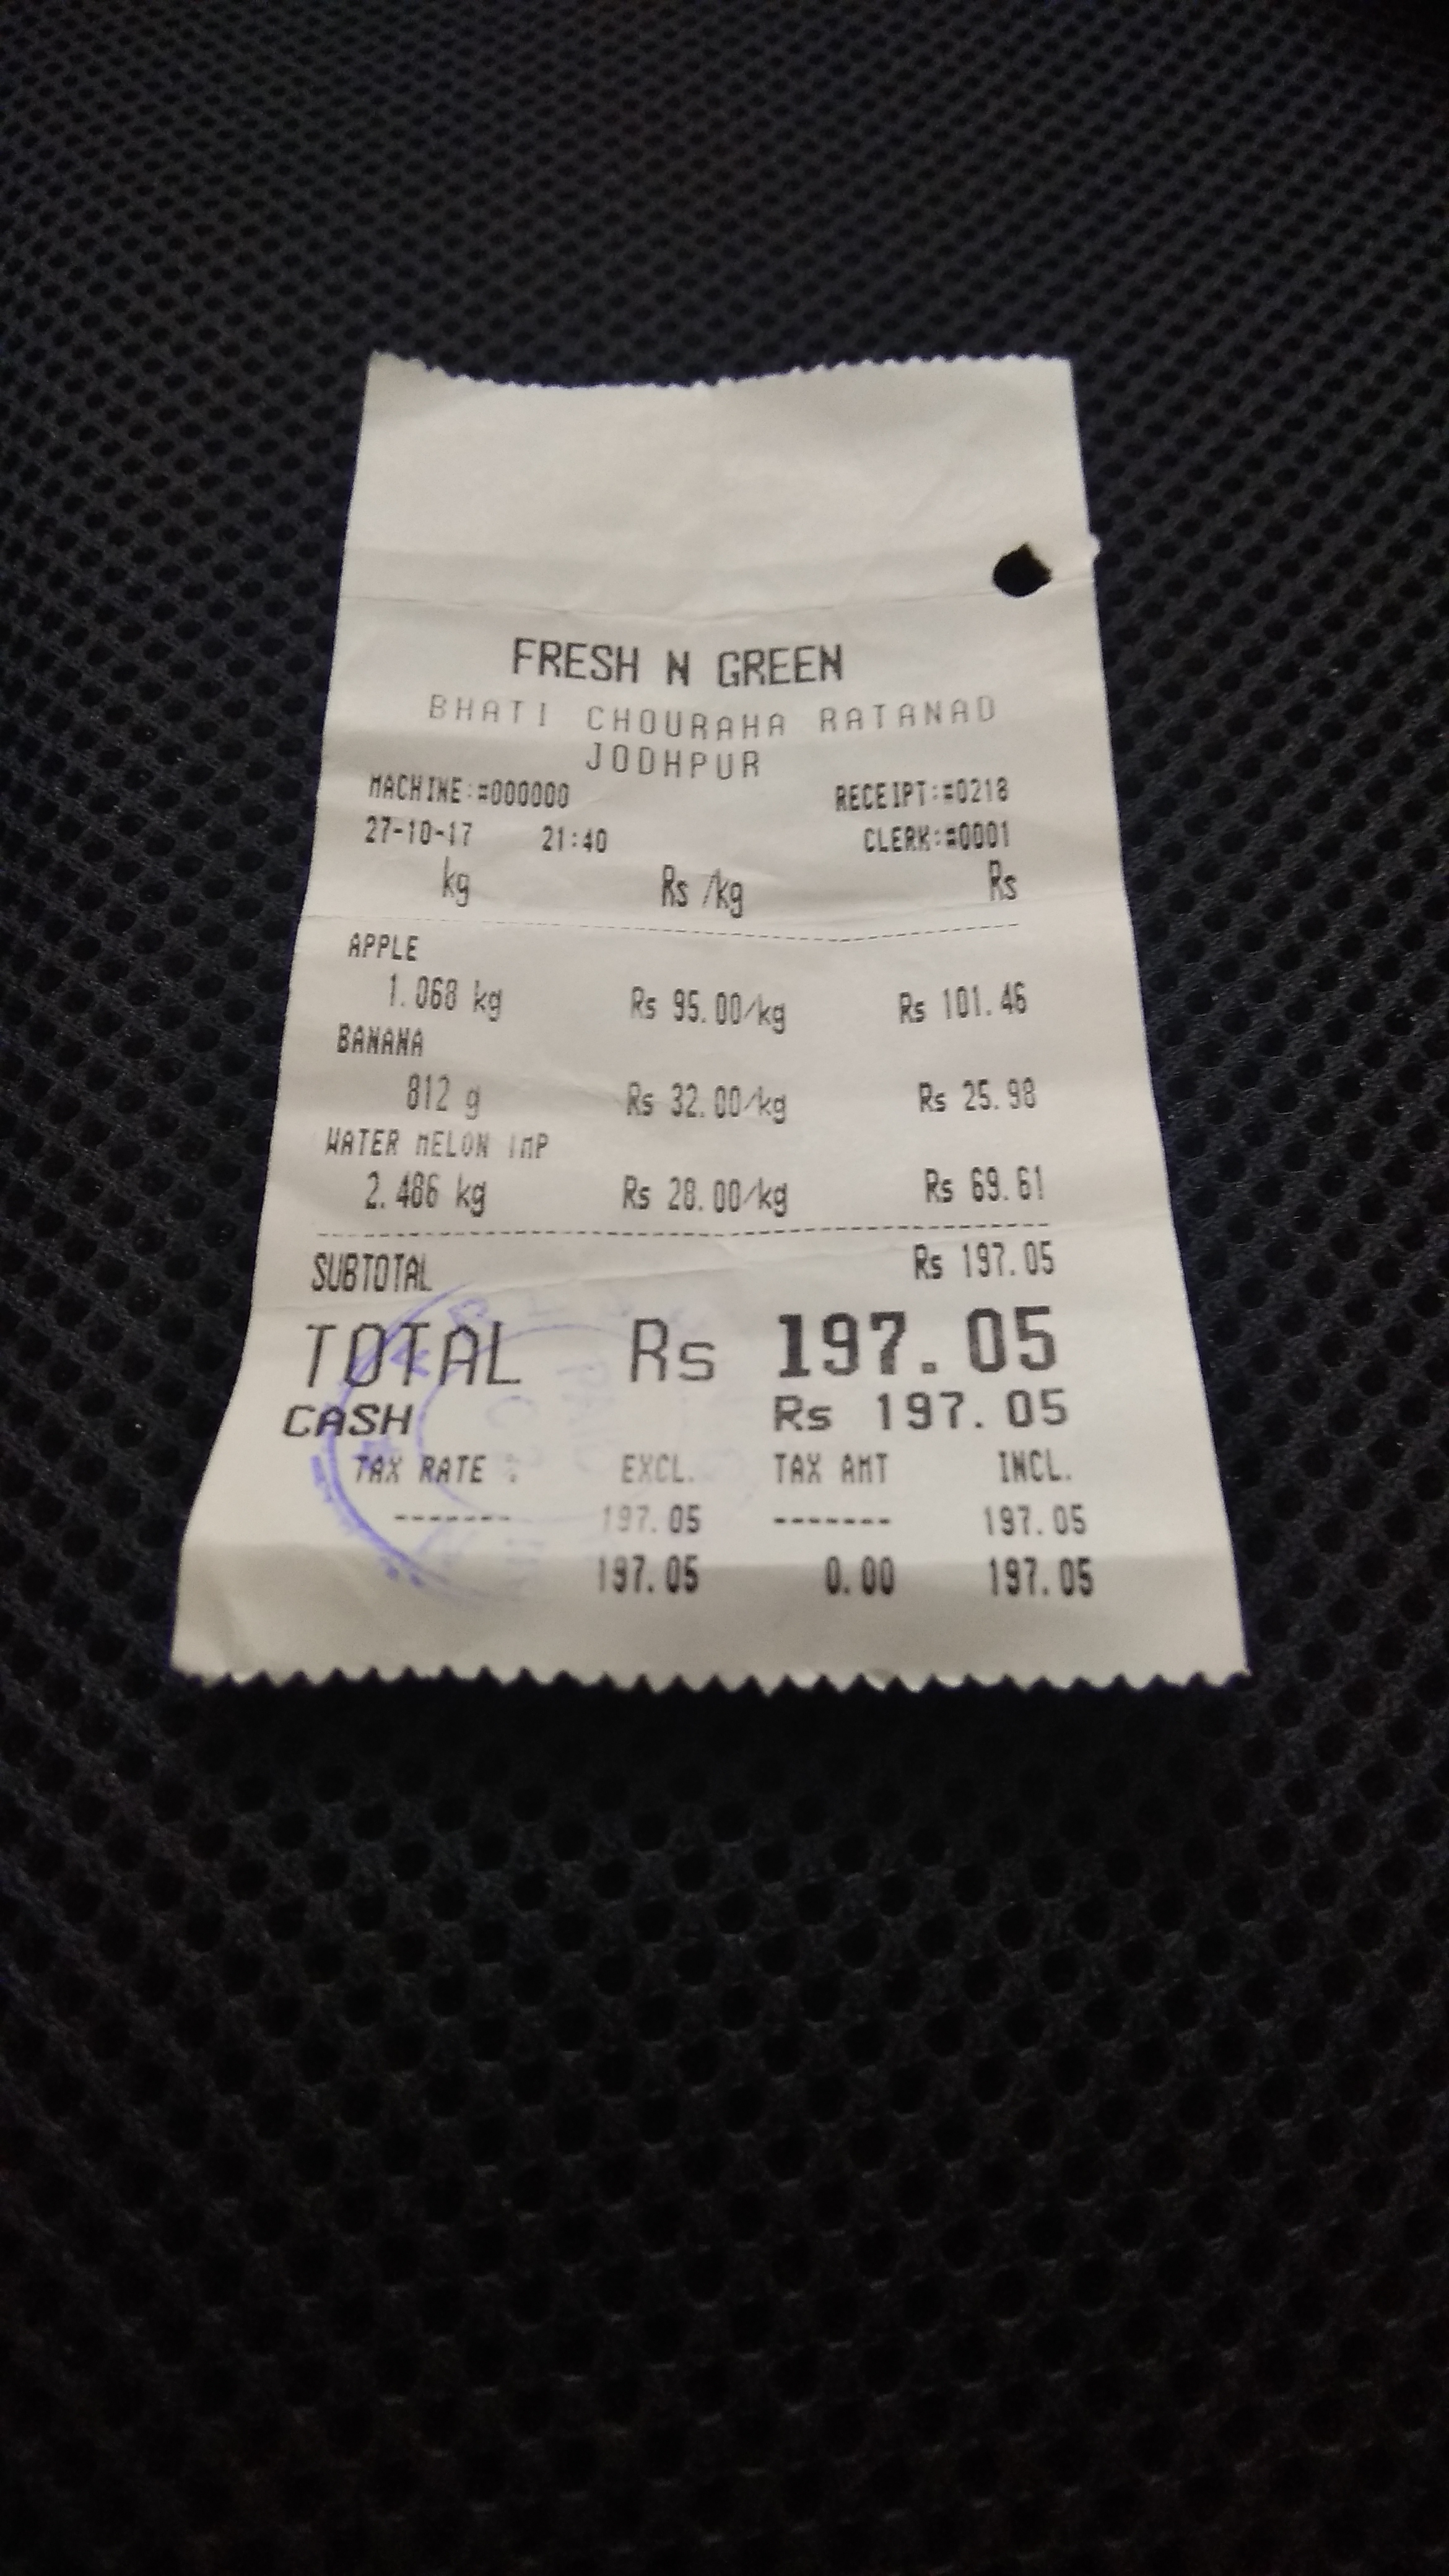 FRESH N GREEN
BHATI CHOURAHA RATANAD
JODHPUR
MACHINE:#000000 RECEIPT:#0218
27-10-17 21:40 CLERK:#0001
kg Rs /kg Rs
APPLE
1.068 kg Rs 95.00/kg Rs 101.46
BANANA
812 g Rs 32.00/kg Rs 25.98
WATER MELON IMP
2.486 kg Rs 28.00/kg Rs 69.61
SUBTOTAL Rs 197.05
TOTAL Rs 197.05
CASH Rs 197.05
TAX RATE : EXCL. TAX AMT INCL.
------- 197.05 ------- 197.05
197.05 0.00 197.05